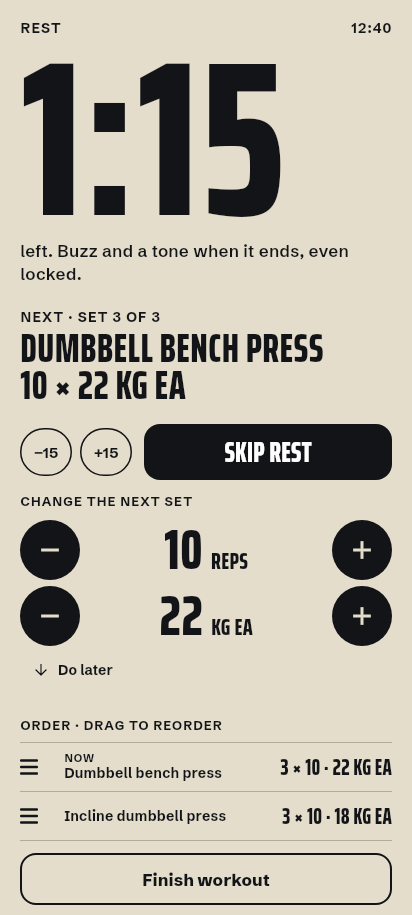 REST
12:40
1:15
left. Buzz and a tone when it ends, even
locked.
NEXT · SET 3 OF 3
DUMBBELL BENCH PRESS
10 × 22 KG EA
−15
+15
SKIP REST
CHANGE THE NEXT SET
−
10 REPS
+
−
22 KG EA
+
↓ Do later
ORDER · DRAG TO REORDER
NOW
Dumbbell bench press
3 × 10 · 22 KG EA
Incline dumbbell press
3 × 10 · 18 KG EA
Finish workout